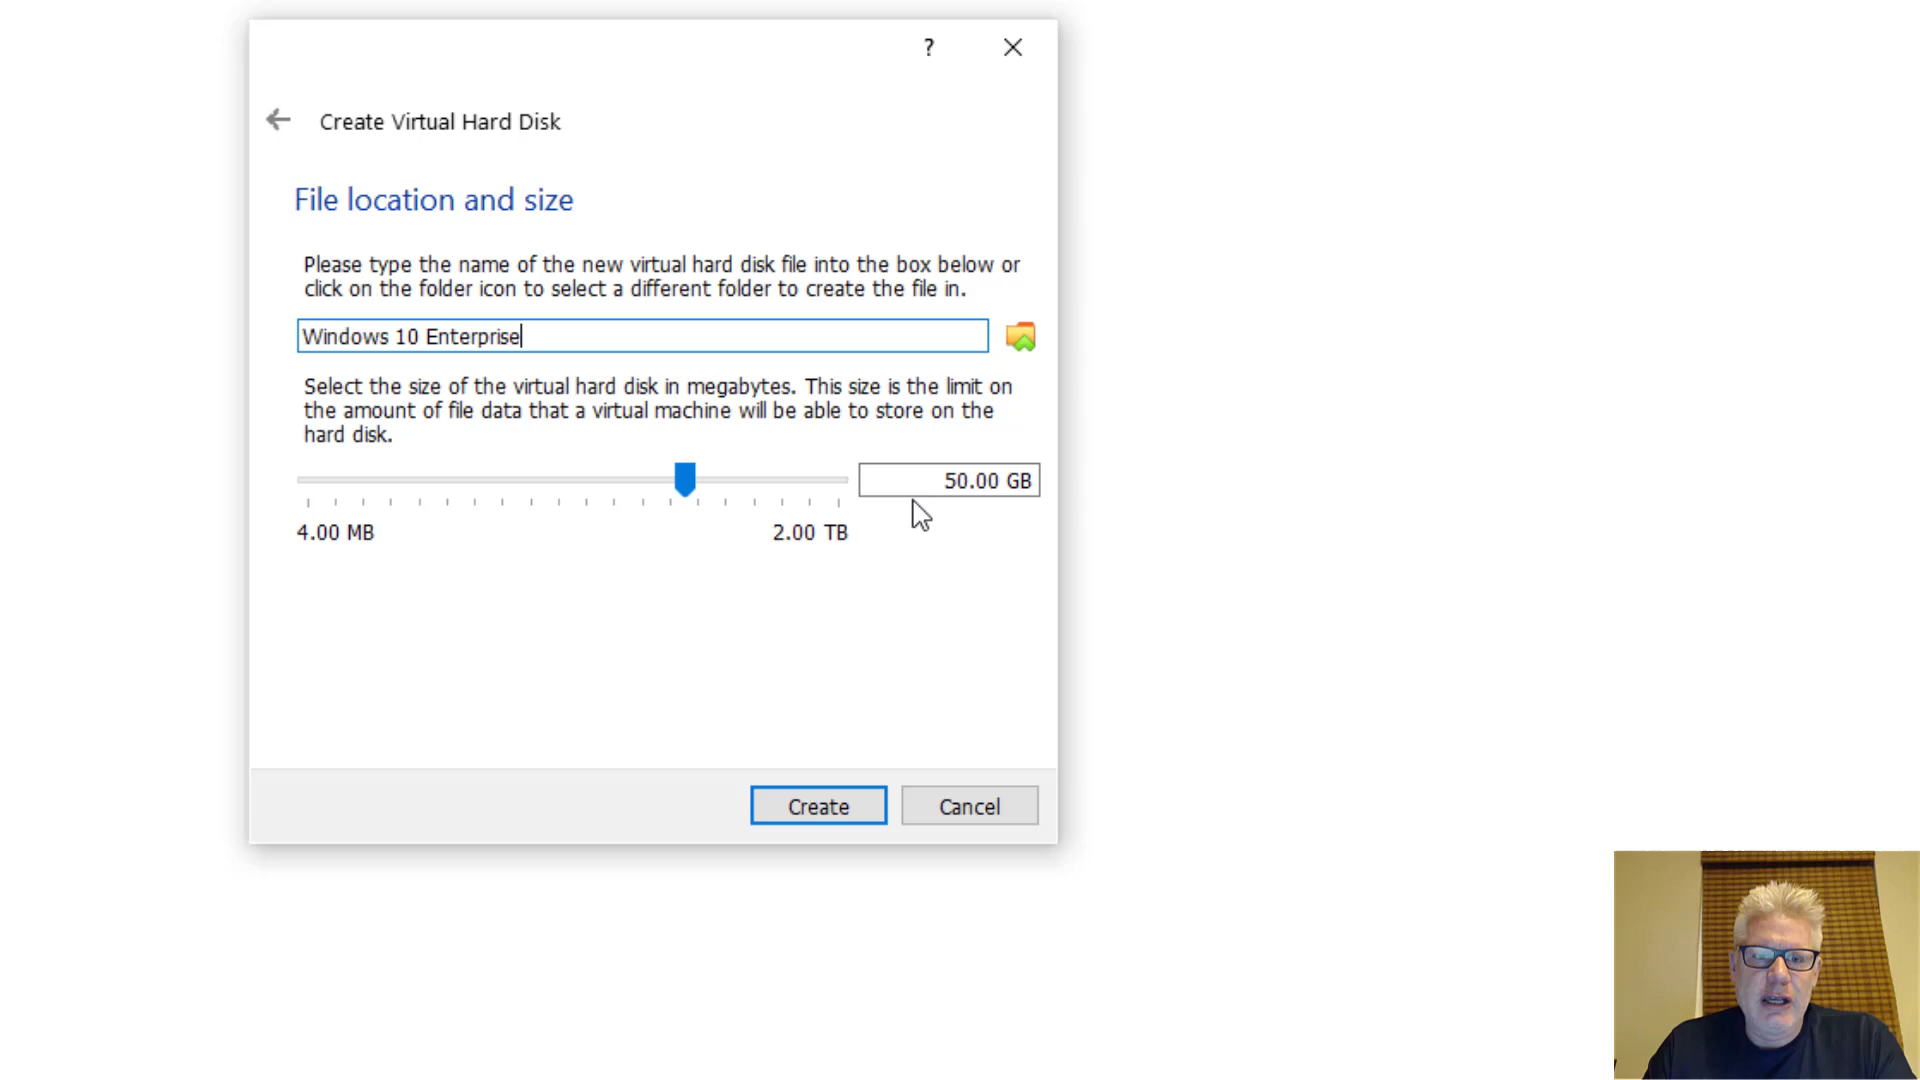 ?
Create Virtual Hard Disk
File location and size
Please type the name of the new virtual hard disk file into the box below or
click on the folder icon to select a different folder to create the file in.
Windows 10 Enterprise
Select the size of the virtual hard disk in megabytes. This size is the limit on
the amount of file data that a virtual machine will be able to store on the
hard disk.
50.00 GB
4.00 MB 2.00 TB
Create Cancel